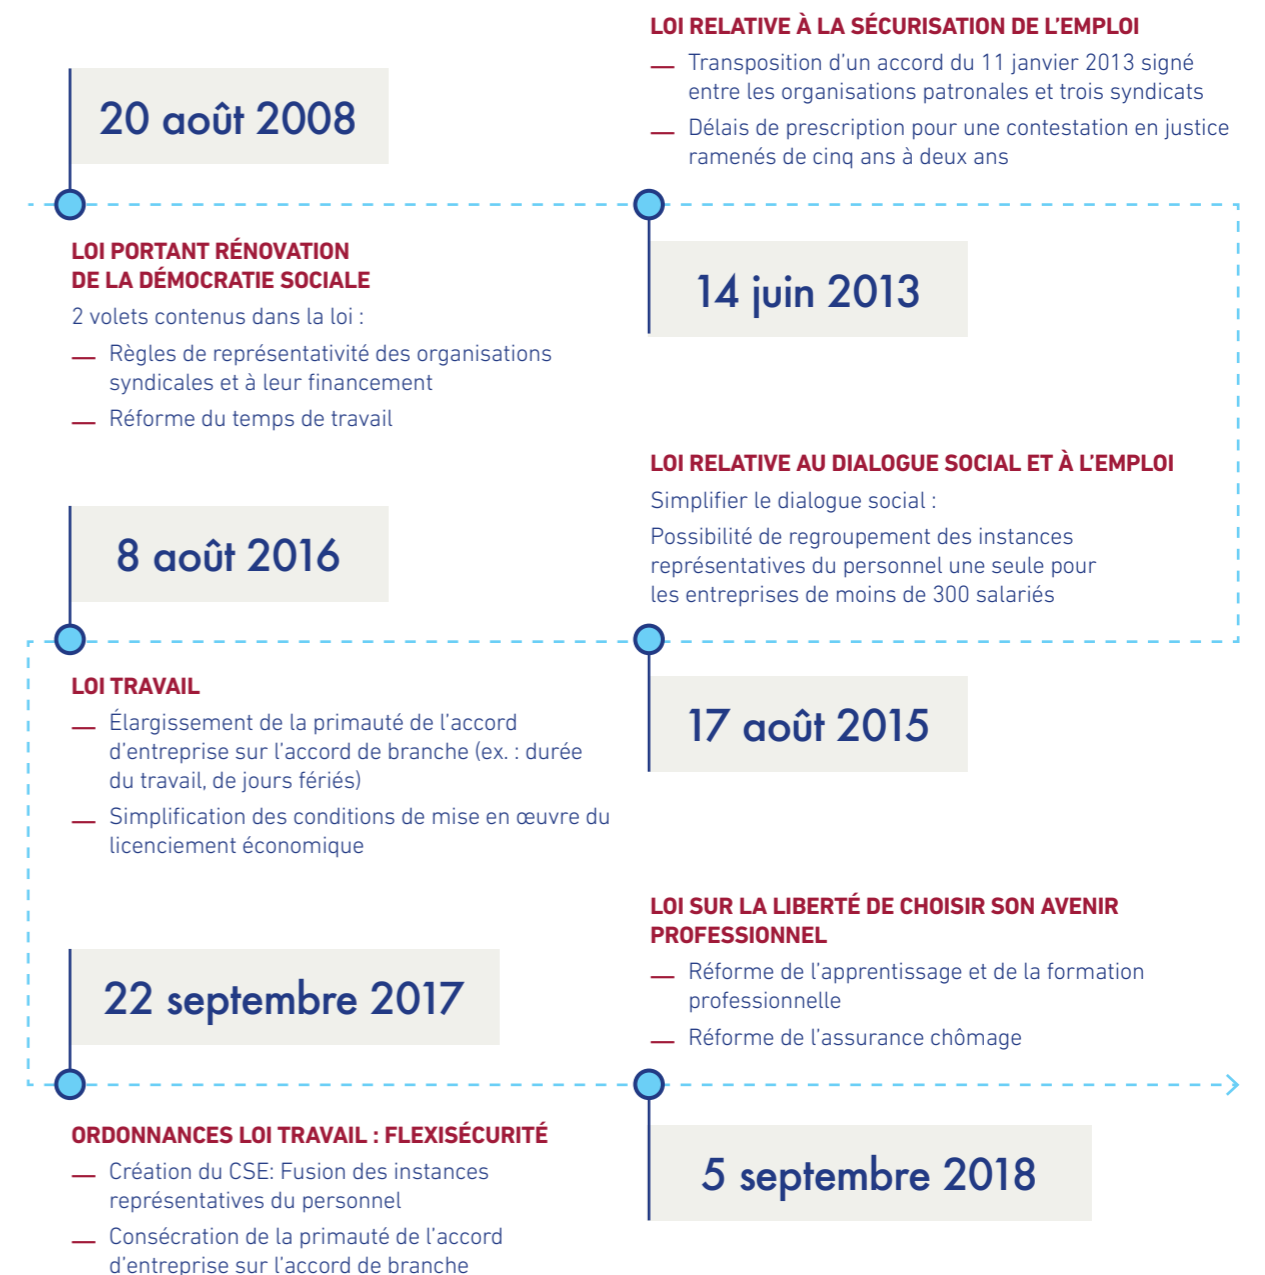 20 août 2008
LOI PORTANT RÉNOVATION
DE LA DÉMOCRATIE SOCIALE
2 volets contenus dans la loi :
— Règles de représentativité des organisations
syndicales et à leur financement
— Réforme du temps de travail
LOI RELATIVE À LA SÉCURISATION DE L’EMPLOI
— Transposition d’un accord du 11 janvier 2013 signé
entre les organisations patronales et trois syndicats
— Délais de prescription pour une contestation en justice
ramenés de cinq ans à deux ans
14 juin 2013
LOI RELATIVE AU DIALOGUE SOCIAL ET À L’EMPLOI
Simplifier le dialogue social :
Possibilité de regroupement des instances
représentatives du personnel une seule pour
les entreprises de moins de 300 salariés
17 août 2015
8 août 2016
LOI TRAVAIL
— Élargissement de la primauté de l’accord
d’entreprise sur l’accord de branche (ex. : durée
du travail, de jours fériés)
— Simplification des conditions de mise en œuvre du
licenciement économique
22 septembre 2017
ORDONNANCES LOI TRAVAIL : FLEXISÉCURITÉ
— Création du CSE: Fusion des instances
représentatives du personnel
— Consécration de la primauté de l’accord
d’entreprise sur l’accord de branche
LOI SUR LA LIBERTÉ DE CHOISIR SON AVENIR
PROFESSIONNEL
— Réforme de l’apprentissage et de la formation
professionnelle
— Réforme de l’assurance chômage
5 septembre 2018